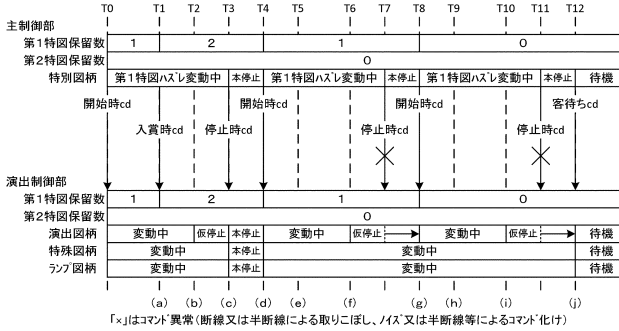 T0 T1 T2 T3 T4 T5 T6 T7 T8 T9 T10 T11 T12
主制御部
第1特図保留数 1 2 1 0
第2特図保留数 0
特別図柄 第1特図ハズレ変動中 本停止 第1特図ハズレ変動中 本停止 第1特図ハズレ変動中 本停止 待機
開始時cd 開始時cd 開始時cd 客待ちcd
入賞時cd 停止時cd 停止時cd 停止時cd
演出制御部
第1特図保留数 1 2 1 0
第2特図保留数 0
演出図柄 変動中 仮停止 本停止 変動中 仮停止 変動中 仮停止 待機
特殊図柄 変動中 本停止 変動中 待機
ランプ図柄 変動中 本停止 変動中 待機
(a) (b) (c) (d) (e) (f) (g) (h) (i) (j)
「×」はコマンド異常(断線又は半断線による取りこぼし、ノイズ又は半断線等によるコマンド化け)